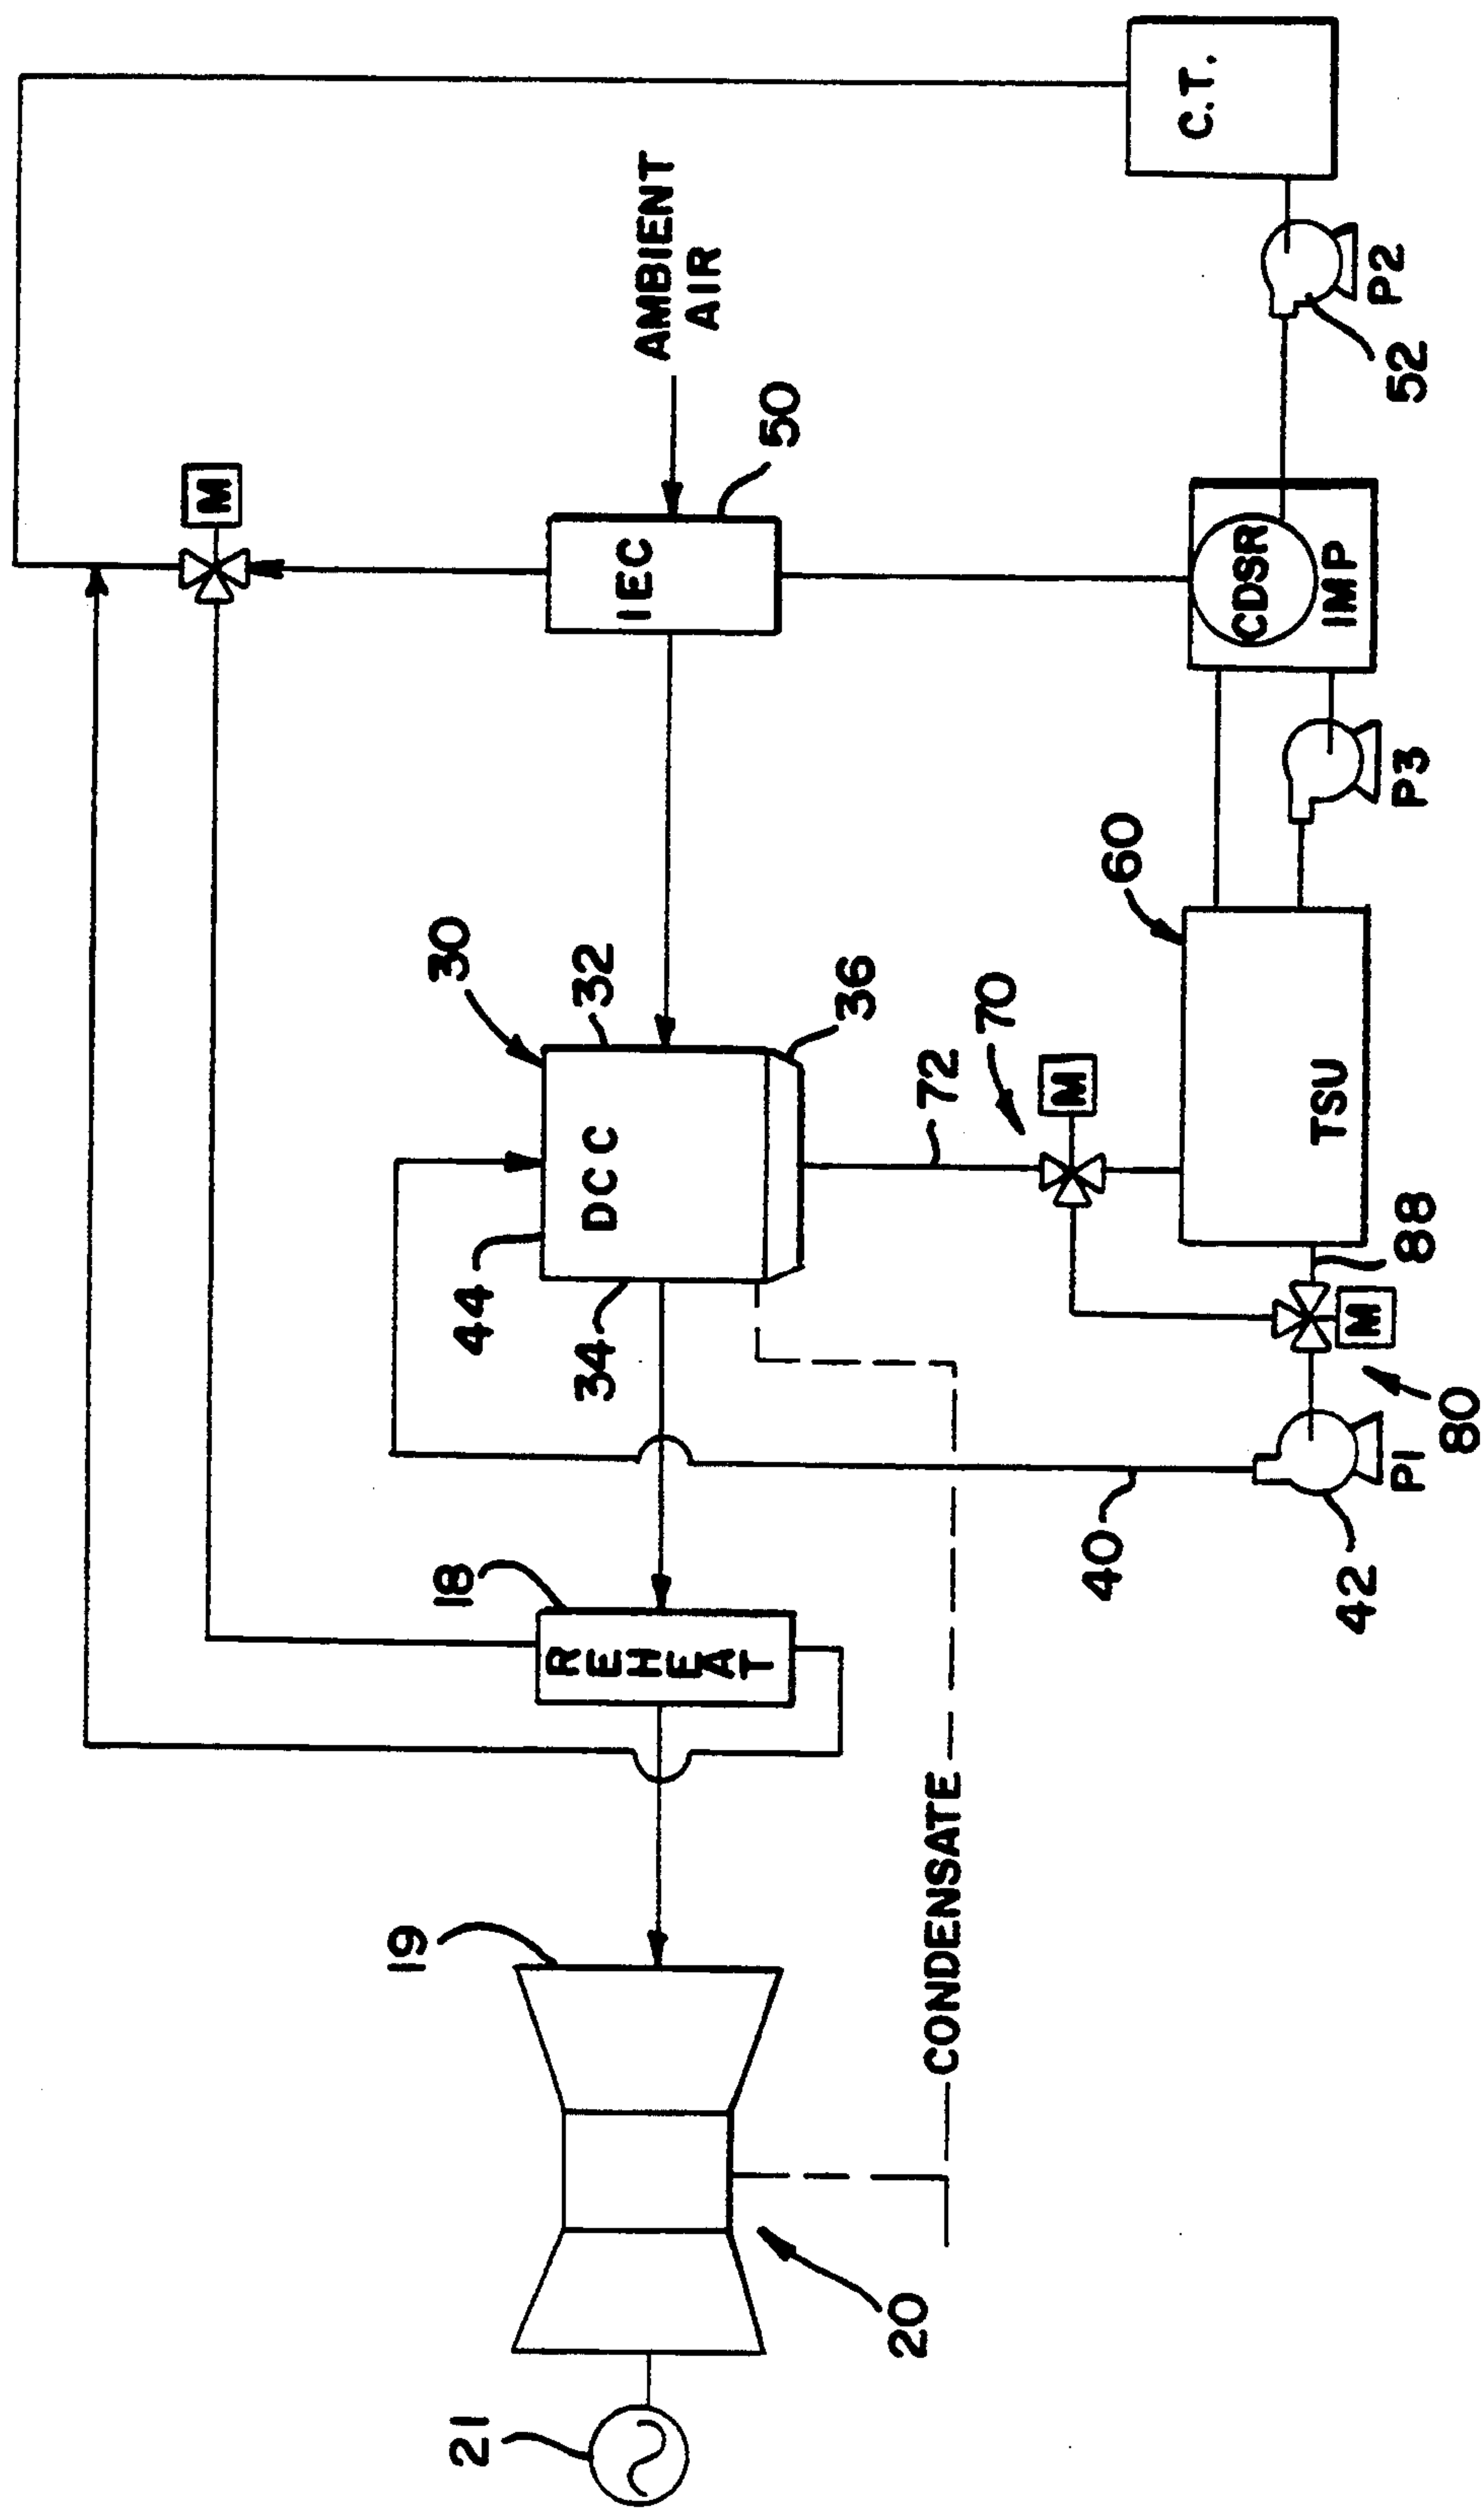 C.T.
M
AMBIENT
AIR
P2
52
50
IEC
CDSR
IMP
P3
60
30
32
36
70
72
M
DCC
TSU
44
34
88
M
80
P1
42
40
18
REHEAT
19
CONDENSATE
20
21